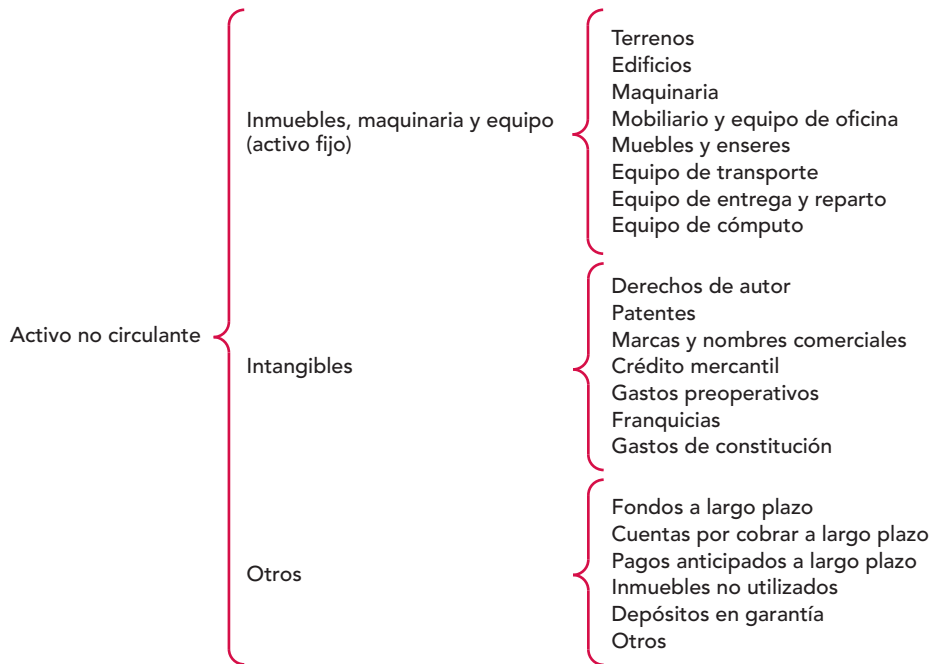 Activo no circulante
Inmuebles, maquinaria y equipo
(activo fijo)
Terrenos
Edificios
Maquinaria
Mobiliario y equipo de oficina
Muebles y enseres
Equipo de transporte
Equipo de entrega y reparto
Equipo de cómputo
Intangibles
Derechos de autor
Patentes
Marcas y nombres comerciales
Crédito mercantil
Gastos preoperativos
Franquicias
Gastos de constitución
Otros
Fondos a largo plazo
Cuentas por cobrar a largo plazo
Pagos anticipados a largo plazo
Inmuebles no utilizados
Depósitos en garantía
Otros